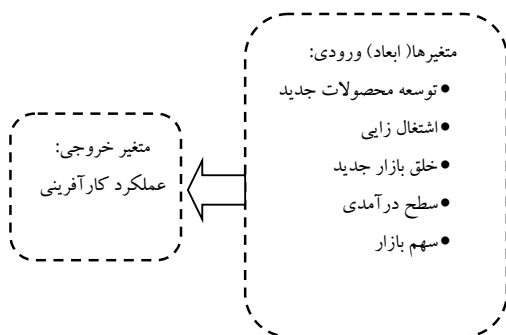 متغیرها( ابعاد) ورودی:
●توسعه محصولات جدید
●اشتغال زایی
●خلق بازار جدید
●سطح درآمدی
●سهم بازار
متغیر خروجی:
عملکرد کارآفرینی